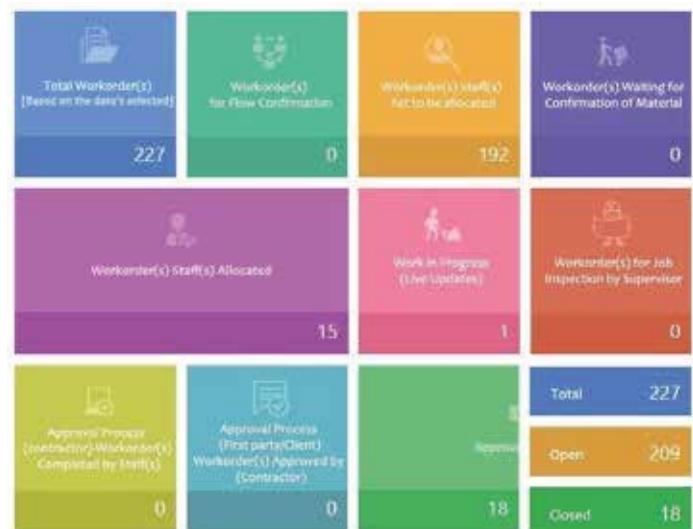 Total Workorder(s)
(Based on the date's selected)
227
Workorder(s)
for Flow Confirmation
0
Workorder(s) Staff(s)
Yet to be allocated
192
Workorder(s) Waiting for
Confirmation of Material
0
Workorder(s) Staff(s) Allocated
15
Work in Progress
(Live Updates)
1
Workorder(s) for Job
Inspection by Supervisor
0
Approval Process
(contractor)-Workorder(s)
Completed by Staff(s)
0
Approval Process
(First party/Client)
Workorder(s) Approved by
(Contractor)
0
18
Total 227
Open 209
Closed 18